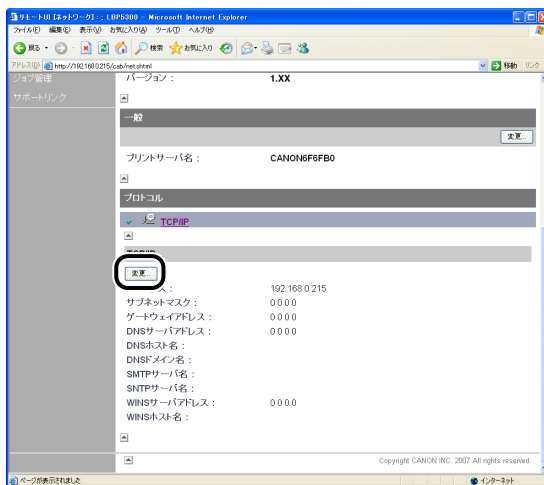 リモートUI【ネットワーク】: : LBP5300 - Microsoft Internet Explorer
ファイル(F) 編集(E) 表示(V) お気に入り(A) ツール(T) ヘルプ(H)
戻る 検索 お気に入り
アドレス(D) http://192.168.0.215/cab/net.shtml 移動 リンク
ジョブ管理
サポートリンク
バージョン : 1.XX
一般
変更...
プリントサーバ名 : CANON6F6FB0
プロトコル
TCP/IP
TCP/IP
変更...
ス : 192.168.0.215
サブネットマスク : 0.0.0.0
ゲートウェイアドレス : 0.0.0.0
DNSサーバアドレス : 0.0.0.0
DNSホスト名 :
DNSドメイン名 :
SMTPサーバ名 :
SNTPサーバ名 :
WINSサーバアドレス : 0.0.0.0
WINSホスト名 :
Copyright CANON INC. 2007 All rights reserved.
ページが表示されました
インターネット